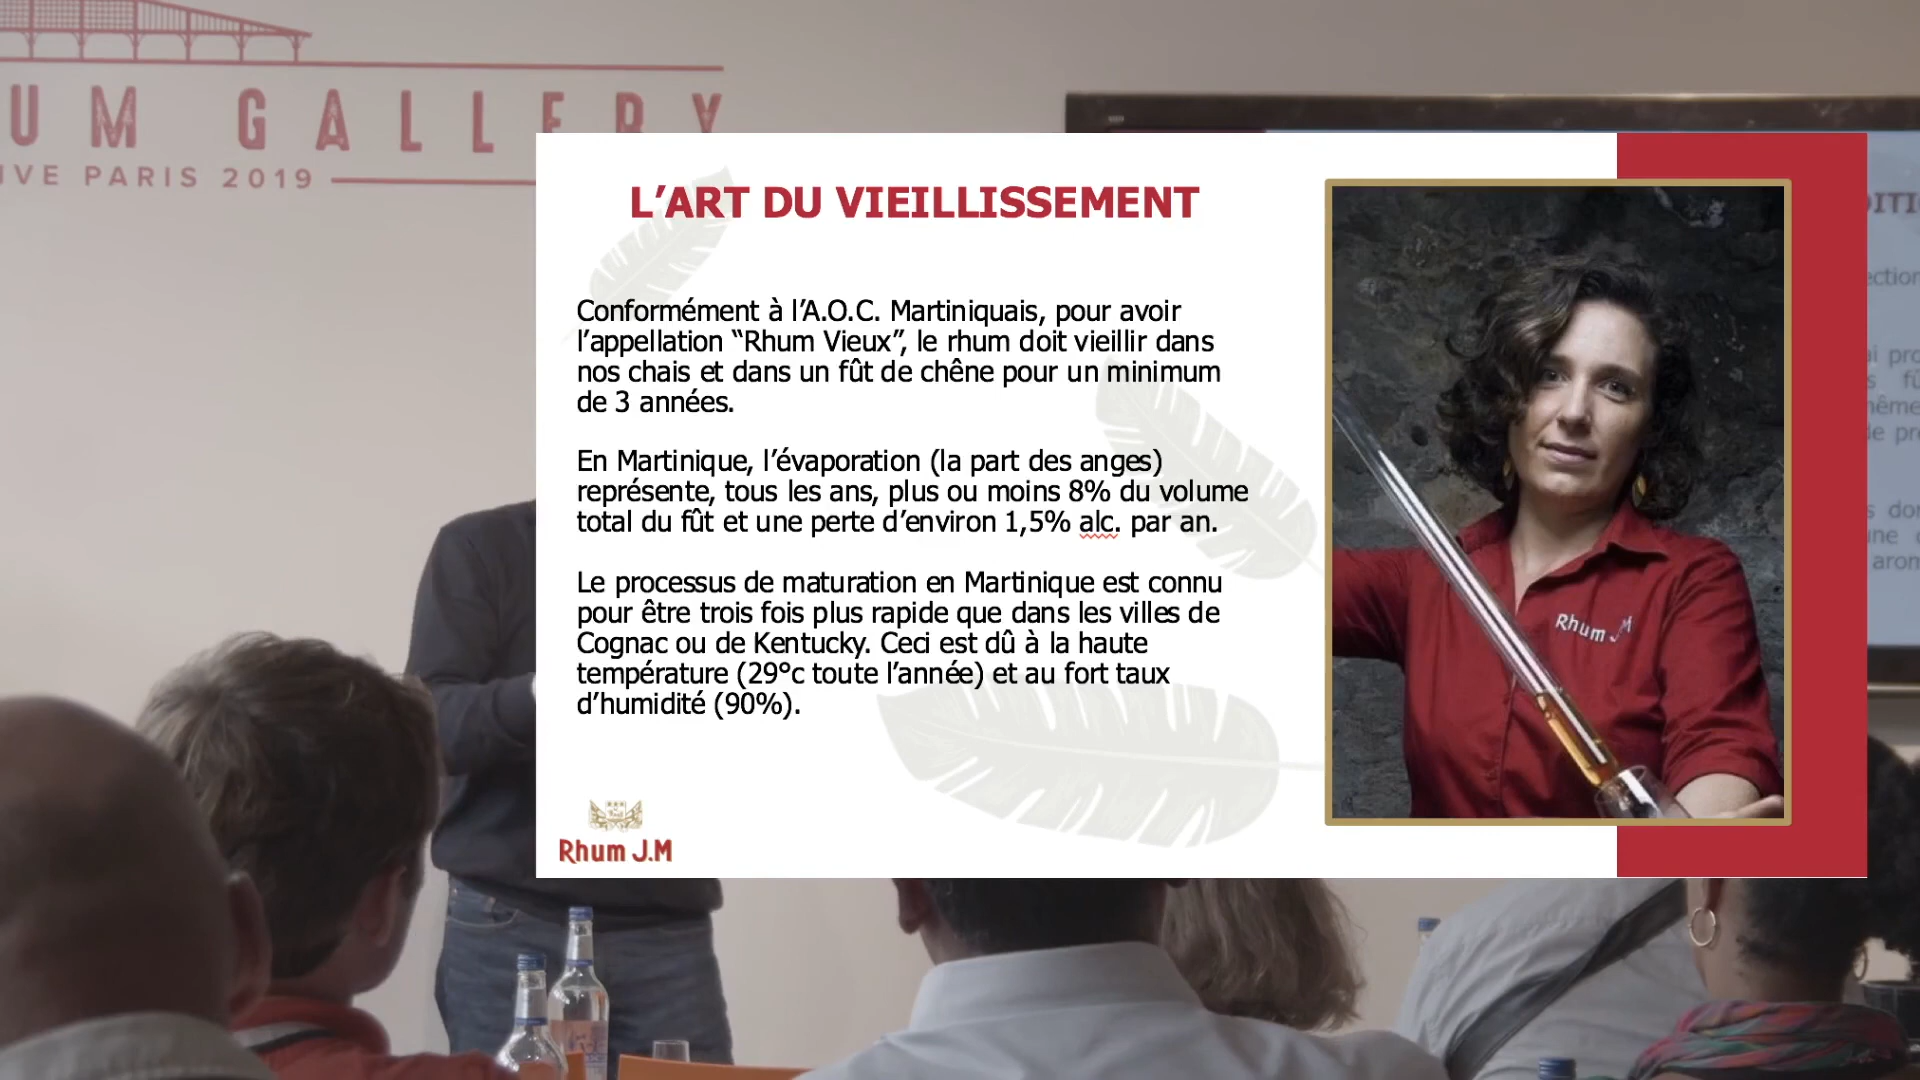 UM GALLERY
IVE PARIS 2019
L’ART DU VIEILLISSEMENT
Conformément à l’A.O.C. Martiniquais, pour avoir
l’appellation “Rhum Vieux”, le rhum doit vieillir dans
nos chais et dans un fût de chêne pour un minimum
de 3 années.
En Martinique, l’évaporation (la part des anges)
représente, tous les ans, plus ou moins 8% du volume
total du fût et une perte d’environ 1,5% alc. par an.
Le processus de maturation en Martinique est connu
pour être trois fois plus rapide que dans les villes de
Cognac ou de Kentucky. Ceci est dû à la haute
température (29°c toute l’année) et au fort taux
d’humidité (90%).
Rhum J.M
Rhum J.M